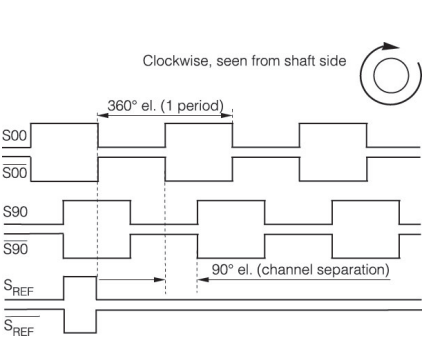 Clockwise, seen from shaft side
360° el. (1 period)
S00
S00
S90
S90
90° el. (channel separation)
SREF
SREF